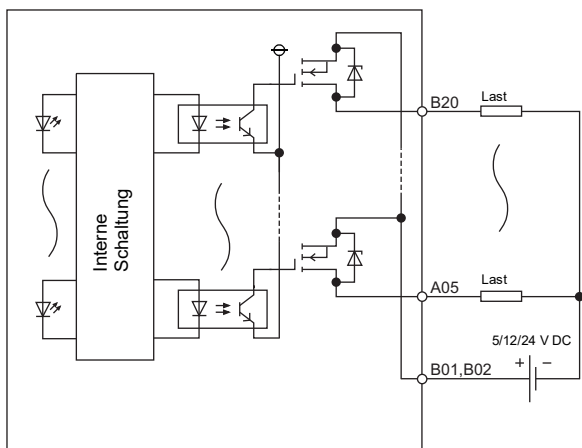 Interne
Schaltung
B20
Last
A05
Last
5/12/24 V DC
+ −
B01,B02